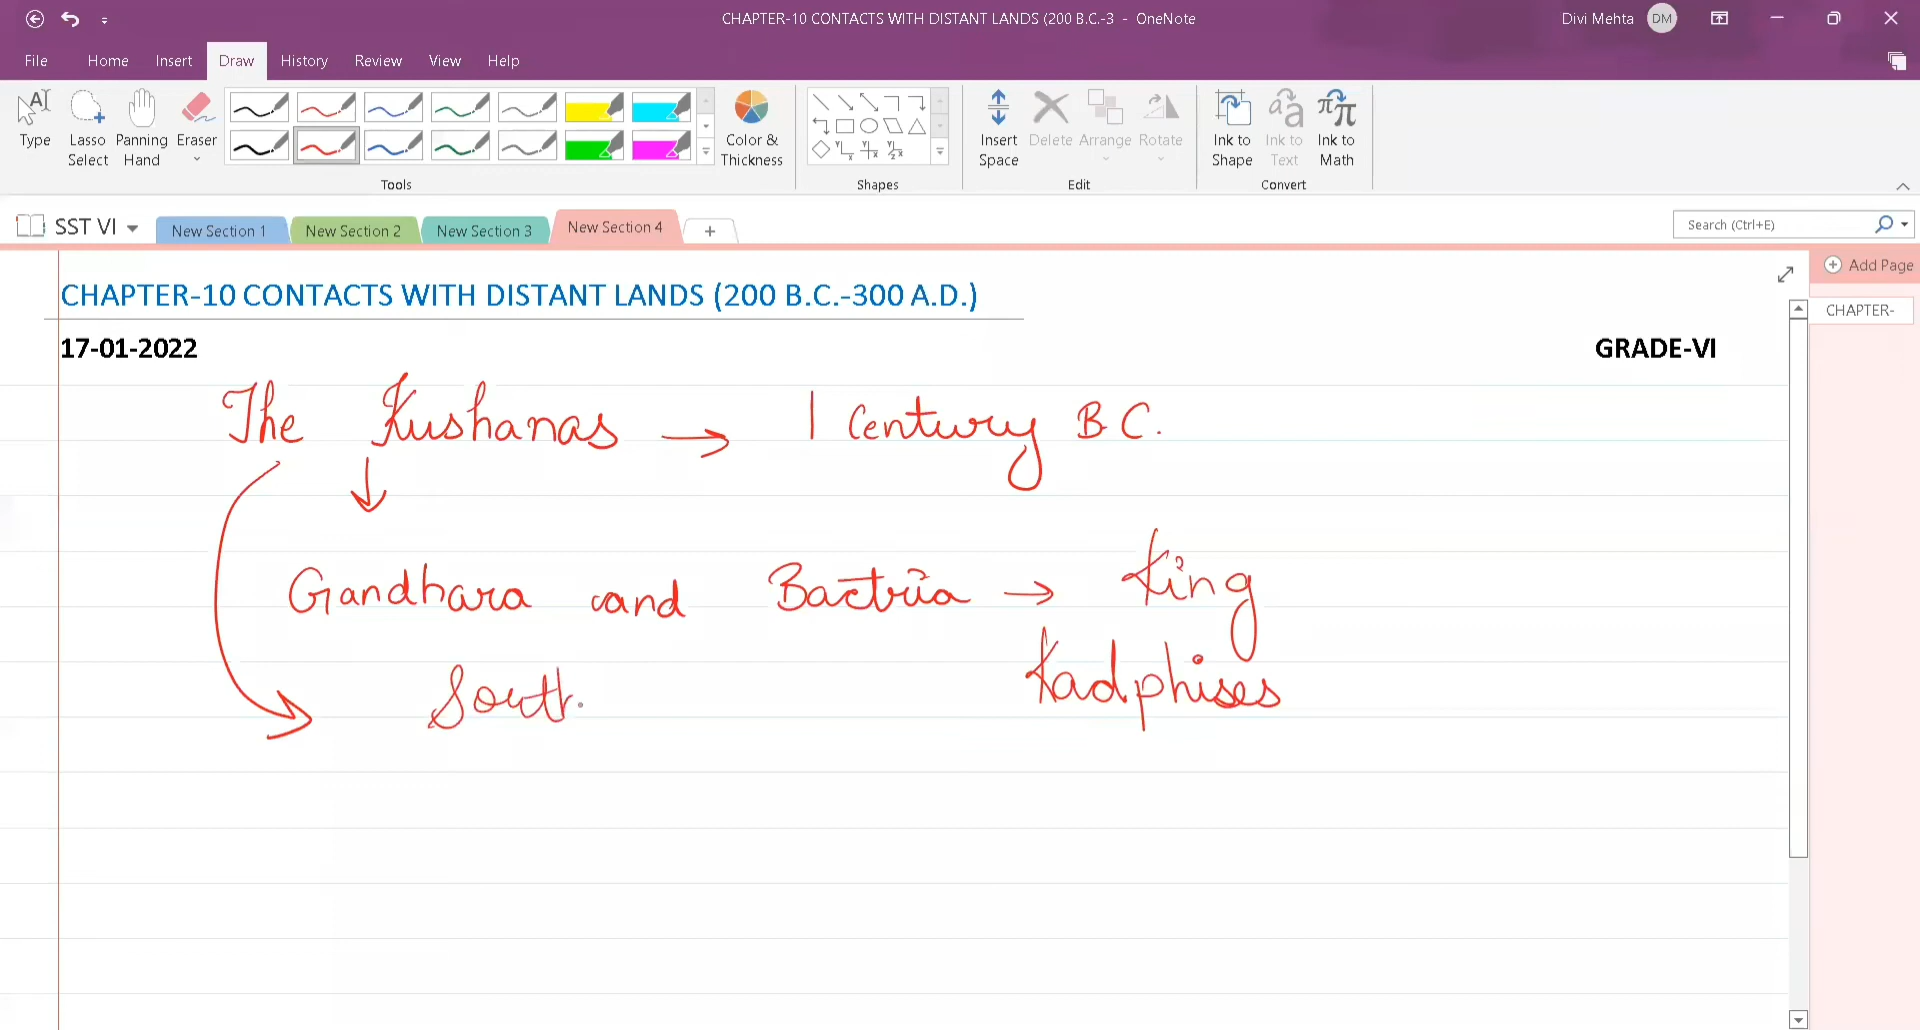 CHAPTER-10 CONTACTS WITH DISTANT LANDS (200 B.C.-3 - OneNote
Divi Mehta DM
File Home Insert Draw History Review View Help
Type
Lasso Select
Panning Hand
Eraser
Color & Thickness
Insert Space
Delete
Arrange
Rotate
Ink to Shape
Ink to Text
Ink to Math
Tools Shapes Edit Convert
SST VI New Section 1 New Section 2 New Section 3 New Section 4 +
Search (Ctrl+E)
Add Page
CHAPTER-
CHAPTER-10 CONTACTS WITH DISTANT LANDS (200 B.C.-300 A.D.)
17-01-2022 GRADE-VI
The Kushanas → 1 Century B.C.
Gandhara and Bactria → King
Kadphises
South